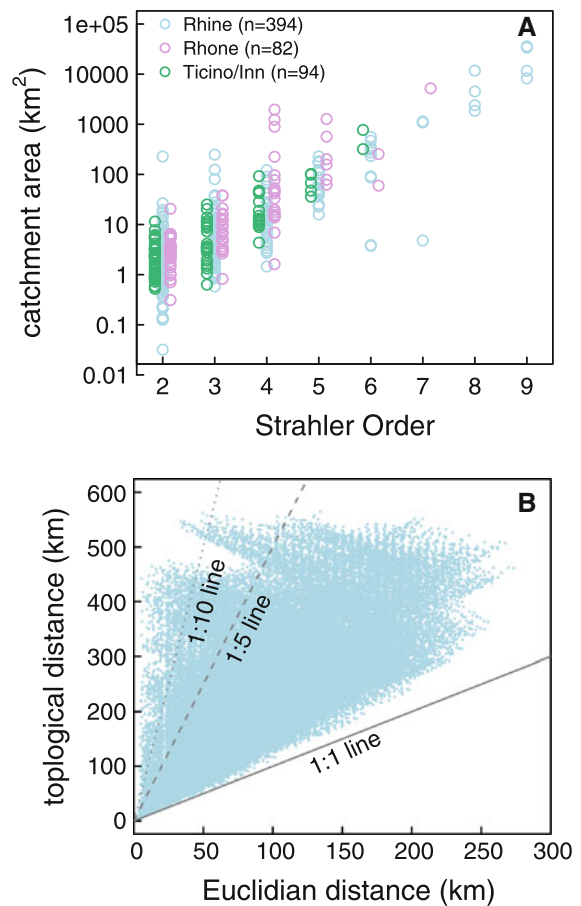 A
Rhine (n=394)
Rhone (n=82)
Ticino/Inn (n=94)
catchment area (km²)
1e+05
10000
1000
100
10
1
0.1
0.01
2 3 4 5 6 7 8 9
Strahler Order
B
toplogical distance (km)
600
500
400
300
200
100
0
1:10 line
1:5 line
1:1 line
0 50 100 150 200 250 300
Euclidian distance (km)